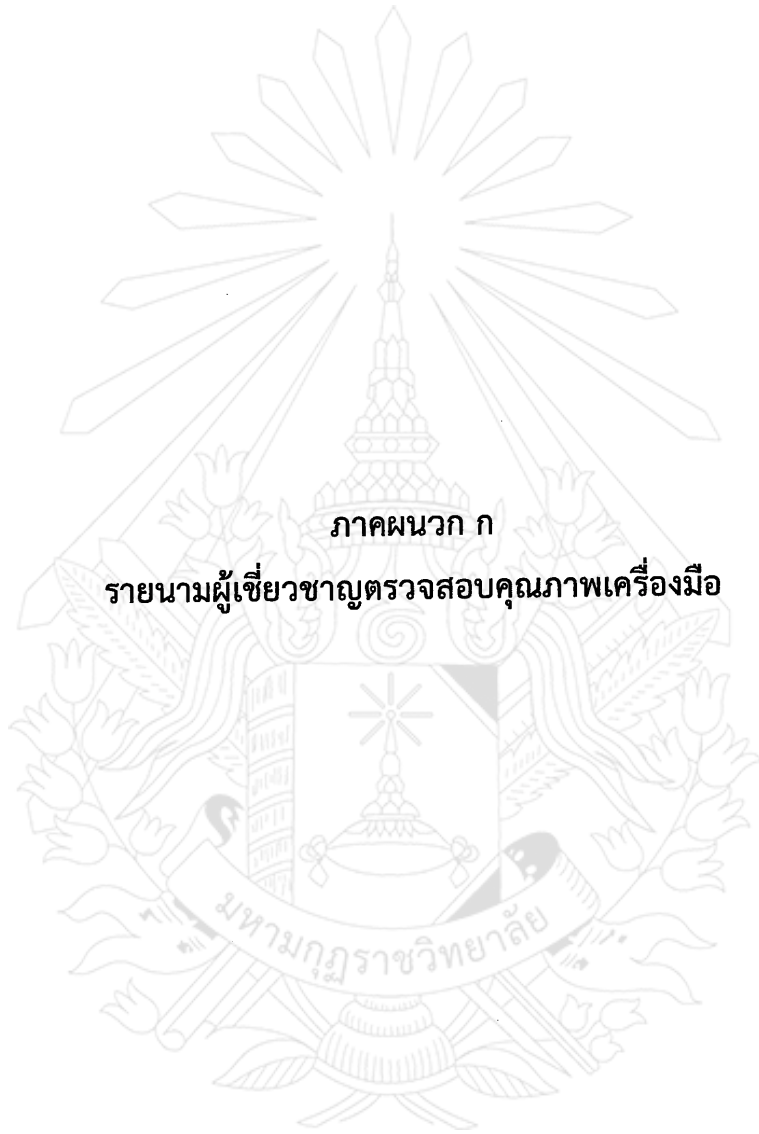 ภาคผนวก ก
รายนามผู้เชี่ยวชาญตรวจสอบคุณภาพเครื่องมือ
มหามกุฏราชวิทยาลัย